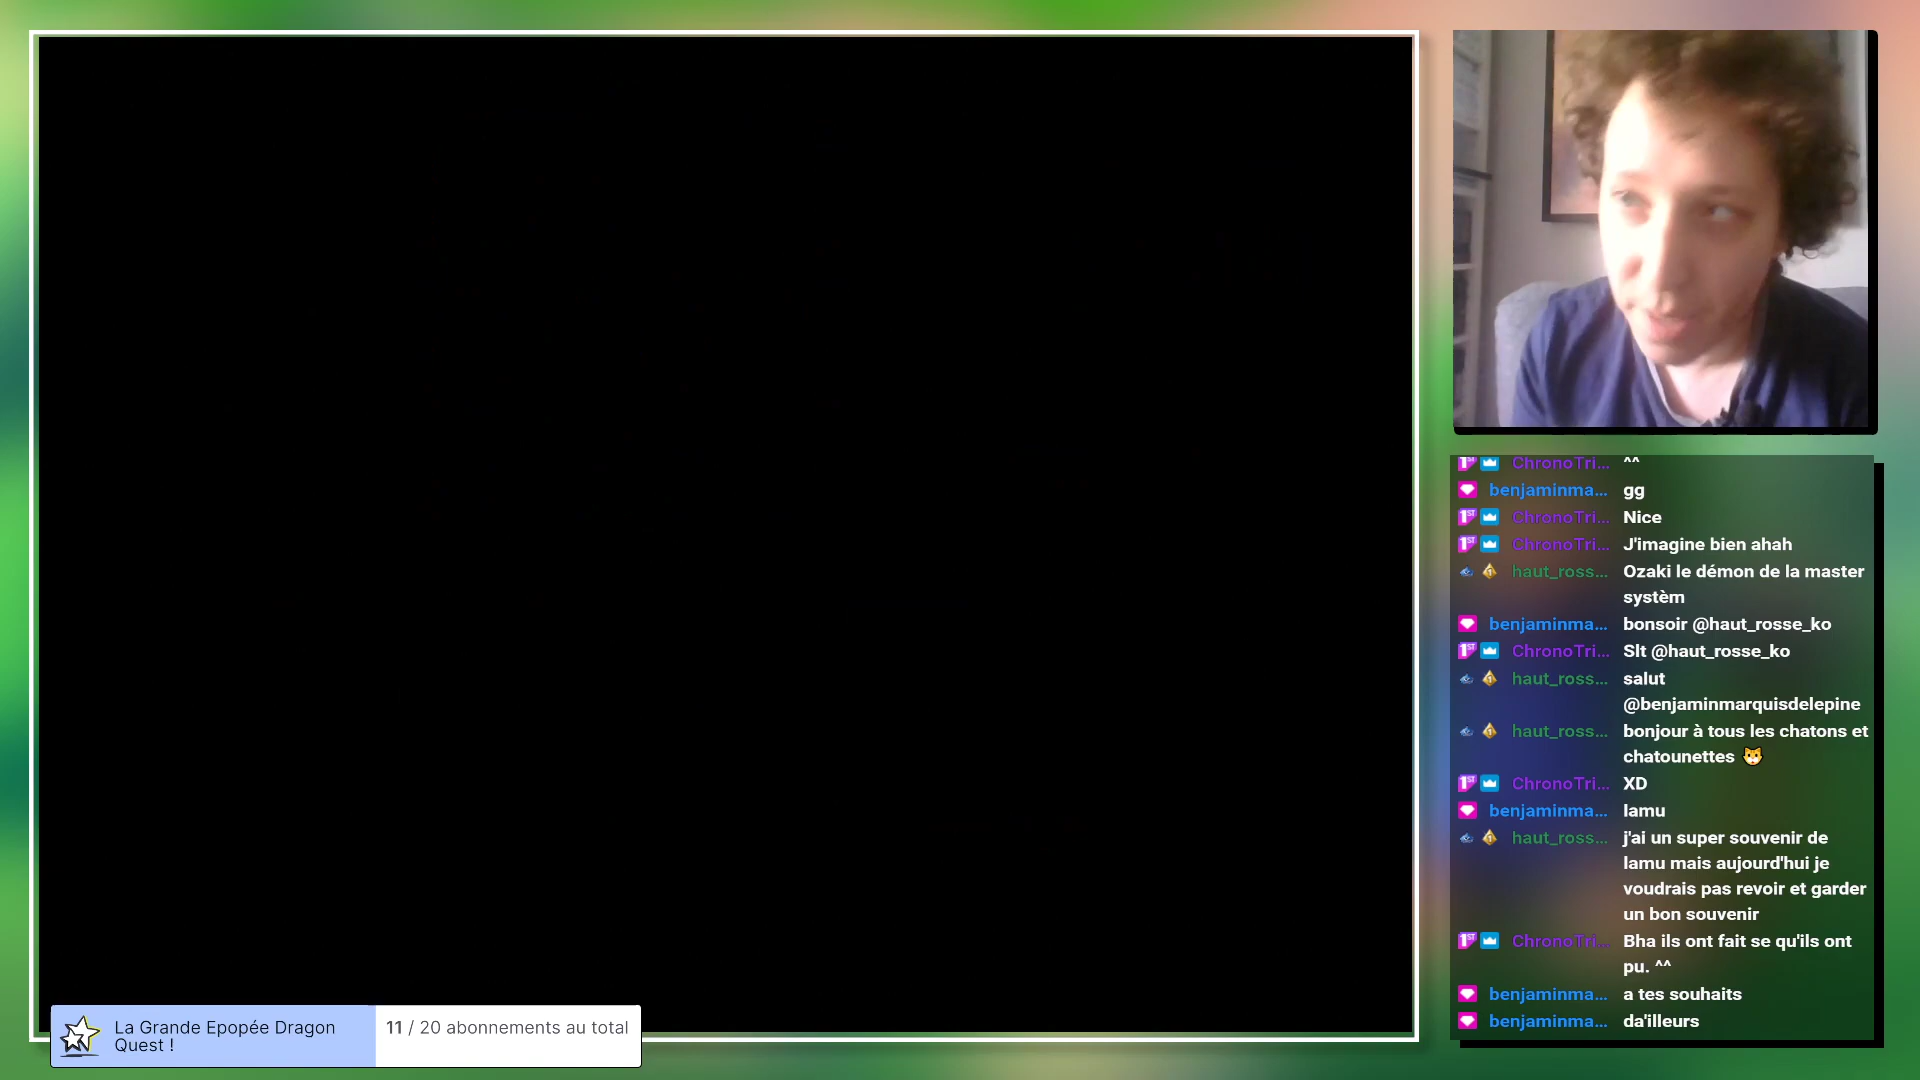 ChronoTri... ^^
benjaminma... gg
ChronoTri... Nice
ChronoTri... J'imagine bien ahah
haut_ross... Ozaki le démon de la master
systèm
benjaminma... bonsoir @haut_rosse_ko
ChronoTri... Slt @haut_rosse_ko
haut_ross... salut
@benjaminmarquisdelepine
haut_ross... bonjour à tous les chatons et
chatounettes 🐱
ChronoTri... XD
benjaminma... lamu
haut_ross... j'ai un super souvenir de
lamu mais aujourd'hui je
voudrais pas revoir et garder
un bon souvenir
ChronoTri... Bha ils ont fait se qu'ils ont
pu. ^^
benjaminma... a tes souhaits
benjaminma... da'illeurs
La Grande Epopée Dragon
Quest !
11 / 20 abonnements au total